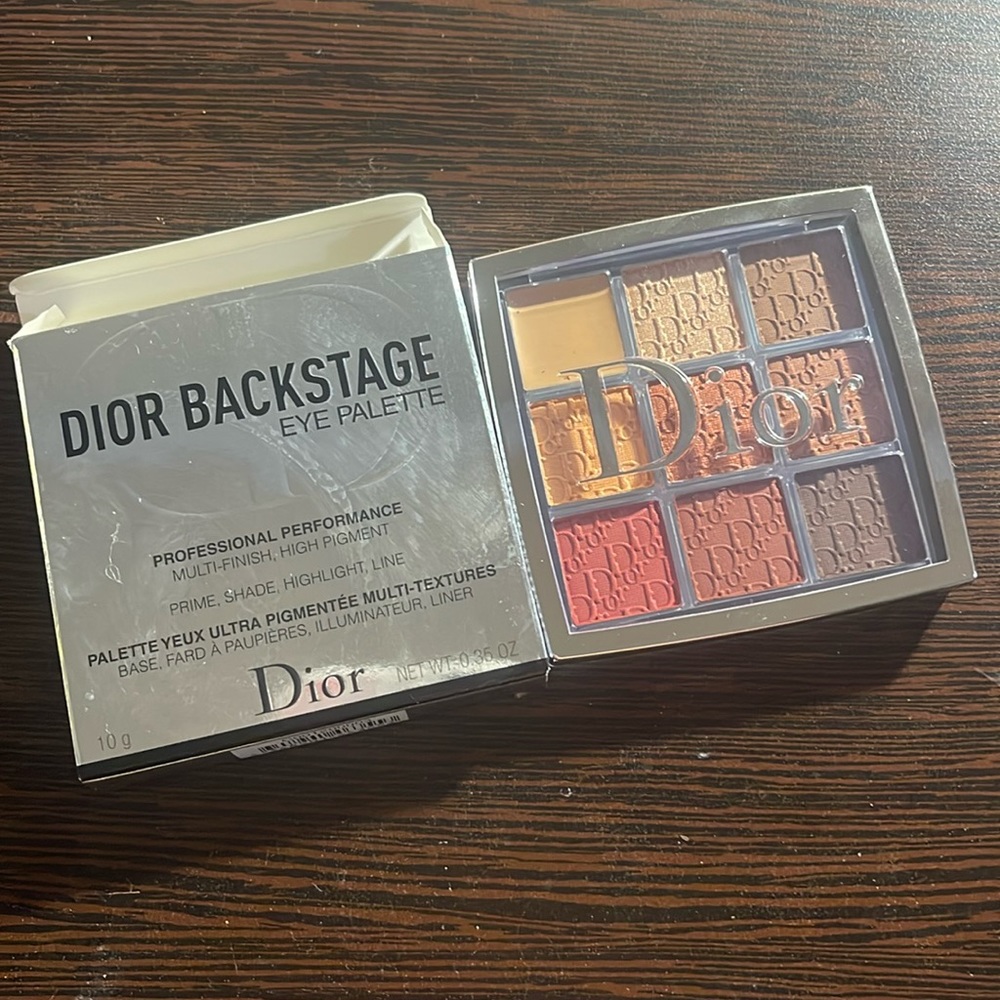 DIOR BACKSTAGE
EYE PALETTE
PROFESSIONAL PERFORMANCE
MULTI-FINISH, HIGH PIGMENT
PRIME, SHADE, HIGHLIGHT, LINE
PALETTE YEUX ULTRA PIGMENTÉE MULTI-TEXTURES
BASE, FARD À PAUPIÈRES, ILLUMINATEUR, LINER
Dior
NET WT. 0.35 OZ
10 g
Dior